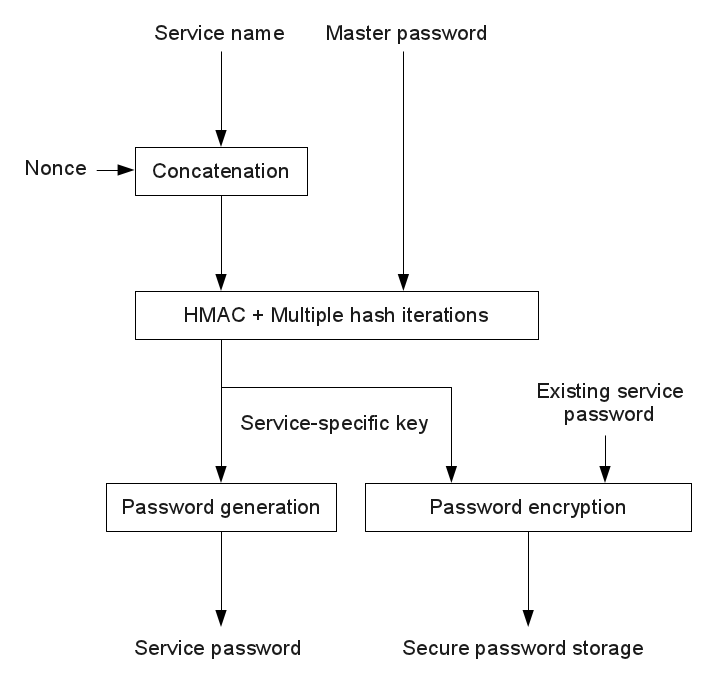 Service name
Master password
Nonce
Concatenation
HMAC + Multiple hash iterations
Existing service
password
Service-specific key
Password generation
Password encryption
Service password
Secure password storage